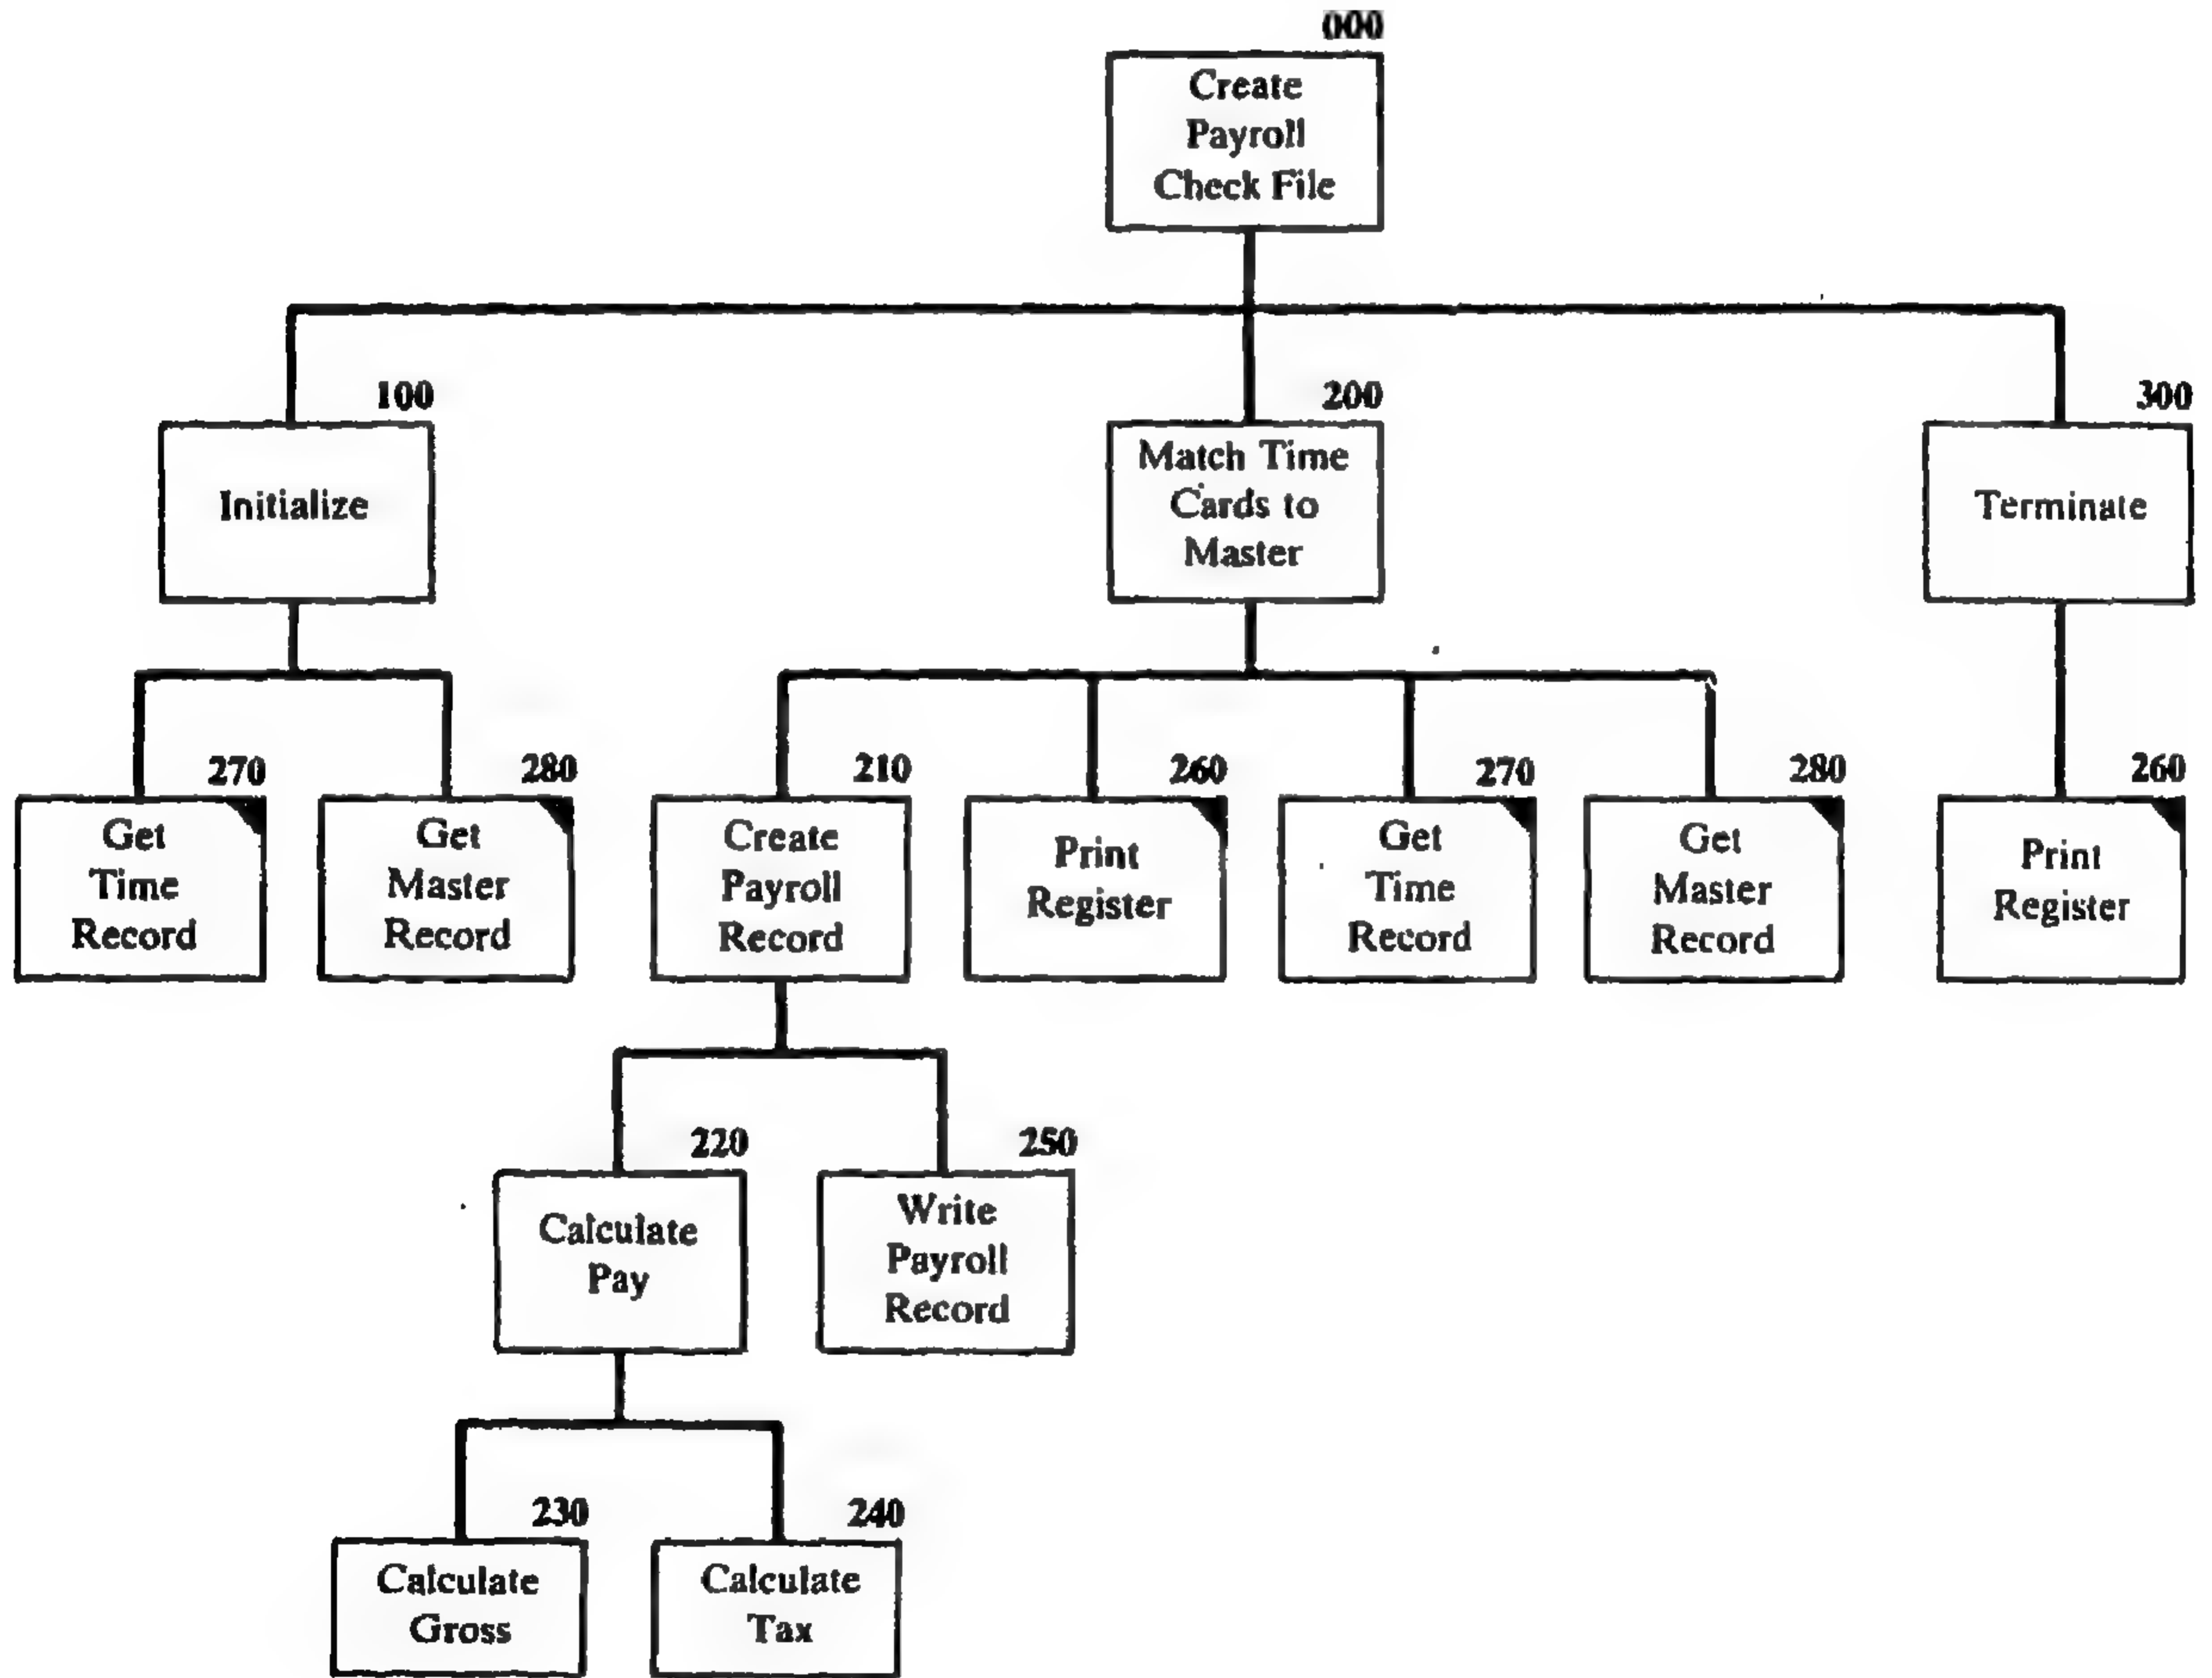 000
Create
Payroll
Check File
100
Initialize
200
Match Time
Cards to
Master
300
Terminate
270
Get
Time
Record
280
Get
Master
Record
210
Create
Payroll
Record
260
Print
Register
270
Get
Time
Record
280
Get
Master
Record
260
Print
Register
220
Calculate
Pay
250
Write
Payroll
Record
230
Calculate
Gross
240
Calculate
Tax